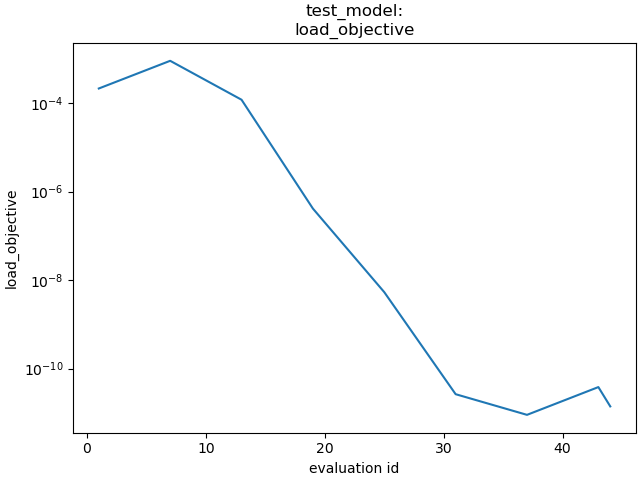 test_model:
load_objective
load_objective
10⁻⁴
10⁻⁶
10⁻⁸
10⁻¹⁰
0 10 20 30 40
evaluation id